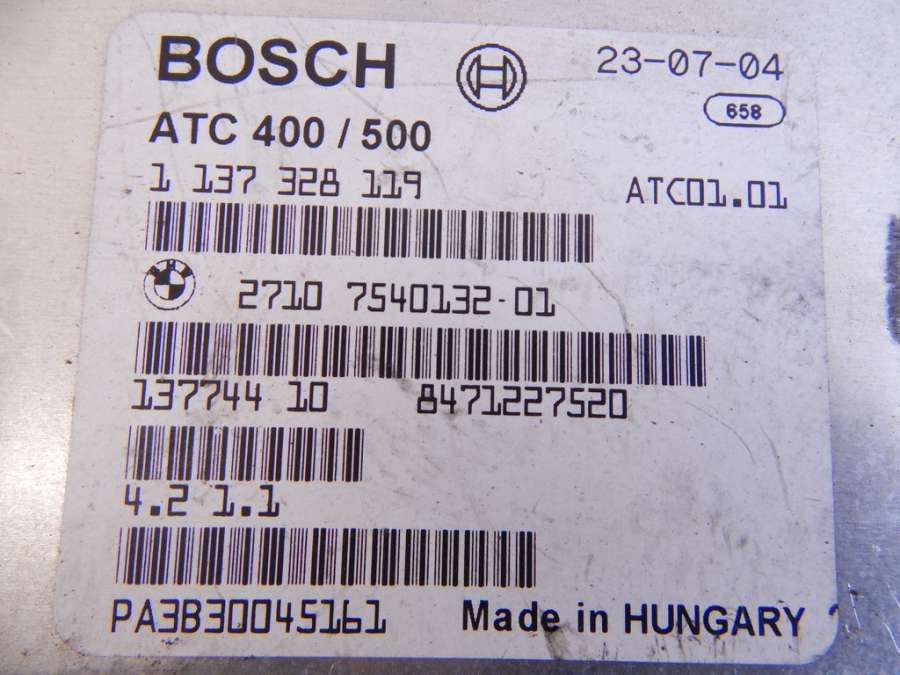 BOSCH
23-07-04
658
ATC 400 / 500
1 137 328 119
ATC01.01
BMW
2710 7540132-01
137744 10 8471227520
4.2 1.1
PA3B30045161
Made in HUNGARY